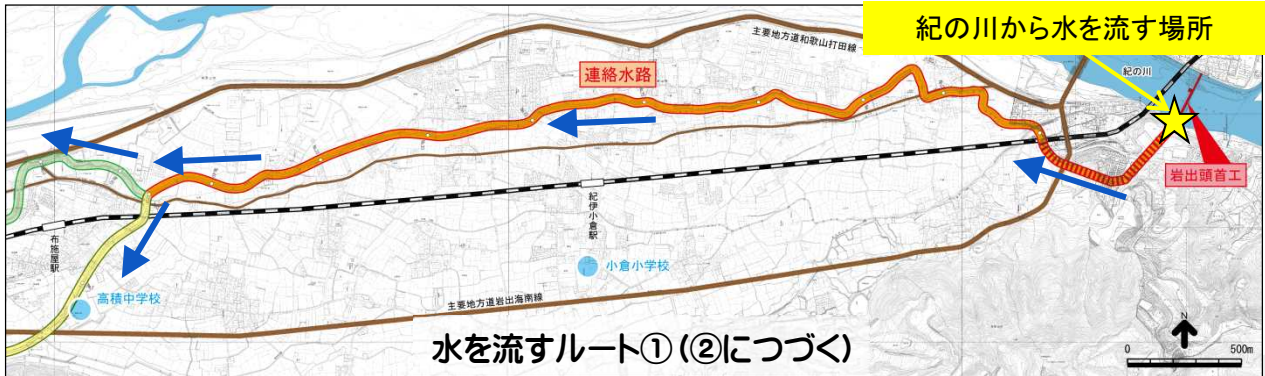 紀の川から水を流す場所
主要地方道和歌山打田線
紀の川
連絡水路
岩出頭首工
紀伊小倉駅
布施屋駅
小倉小学校
高積中学校
主要地方道岩出海南線
水を流すルート①(②につづく)
N
0 500m